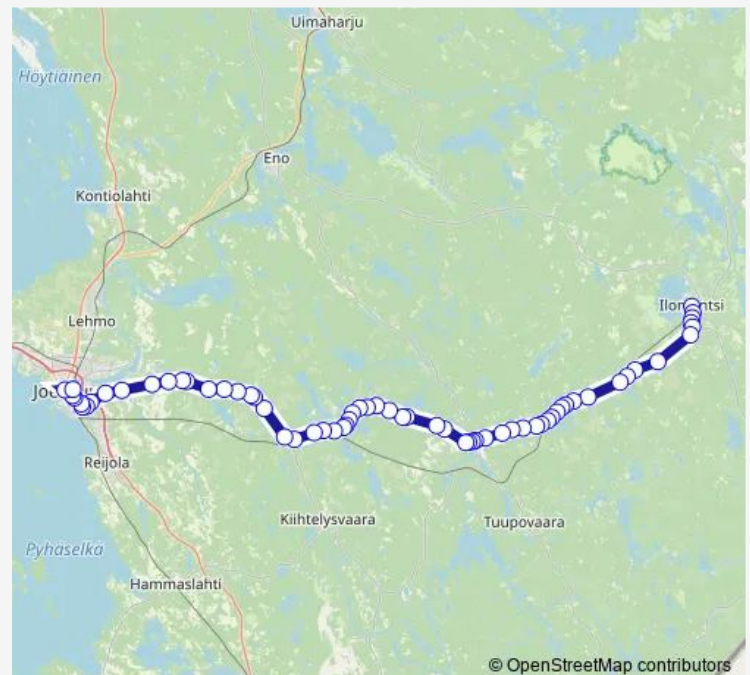 Uimaharju
Höytiäinen
Eno
Kontiolahti
Lehmo
Reijola
Kiihtelysvaara
Tuupovaara
Pyhäselkä
Hammaslahti
© OpenStreetMap contributors